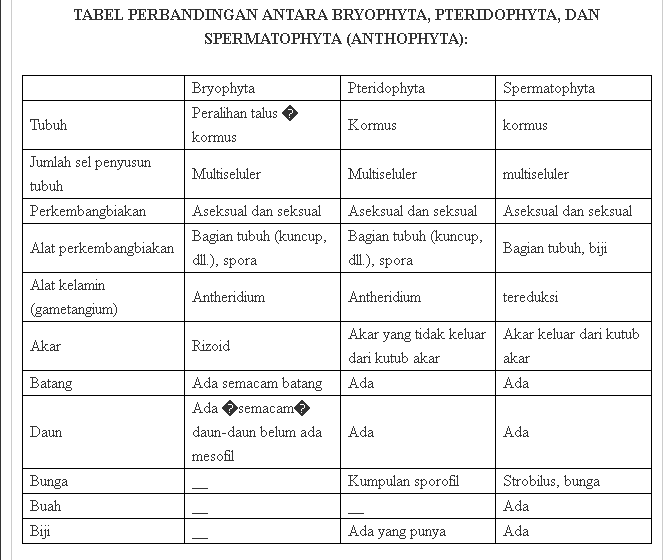 TABEL PERBANDINGAN ANTARA BRYOPHYTA, PTERIDOPHYTA, DAN
SPERMATOPHYTA (ANTHOPHYTA):
Bryophyta Pteridophyta Spermatophyta
Tubuh
Peralihan talus �
kormus
Kormus
kormus
Jumlah sel penyusun
tubuh
Multiseluler
Multiseluler
multiseluler
Perkembangbiakan
Aseksual dan seksual
Aseksual dan seksual
Aseksual dan seksual
Alat perkembangbiakan
Bagian tubuh (kuncup,
dll.), spora
Bagian tubuh (kuncup,
dll.), spora
Bagian tubuh, biji
Alat kelamin
(gametangium)
Antheridium
Antheridium
tereduksi
Akar
Rizoid
Akar yang tidak keluar
dari kutub akar
Akar keluar dari kutub
akar
Batang
Ada semacam batang
Ada
Ada
Daun
Ada �semacam�
daun-daun belum ada
mesofil
Ada
Ada
Bunga
__
Kumpulan sporofil
Strobilus, bunga
Buah
__
__
Ada
Biji
__
Ada yang punya
Ada